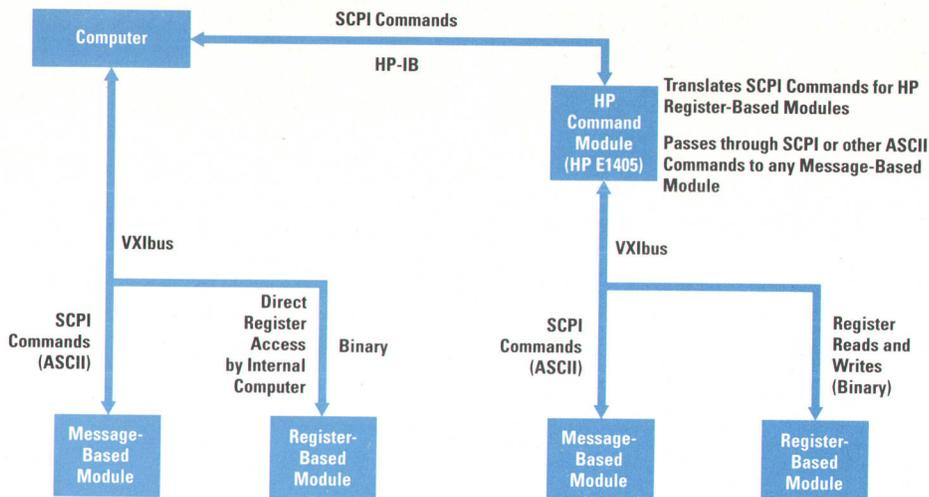 SCPI Commands
Computer
HP-IB
HP
Command
Module
(HP E1405)
Translates SCPI Commands for HP
Register-Based Modules
Passes through SCPI or other ASCII
Commands to any Message-Based
Module
VXIbus
VXIbus
SCPI
Commands
(ASCII)
Direct
Register
Access
by Internal
Computer
Binary
SCPI
Commands
(ASCII)
Register
Reads and
Writes
(Binary)
Message-
Based
Module
Register-
Based
Module
Message-
Based
Module
Register-
Based
Module